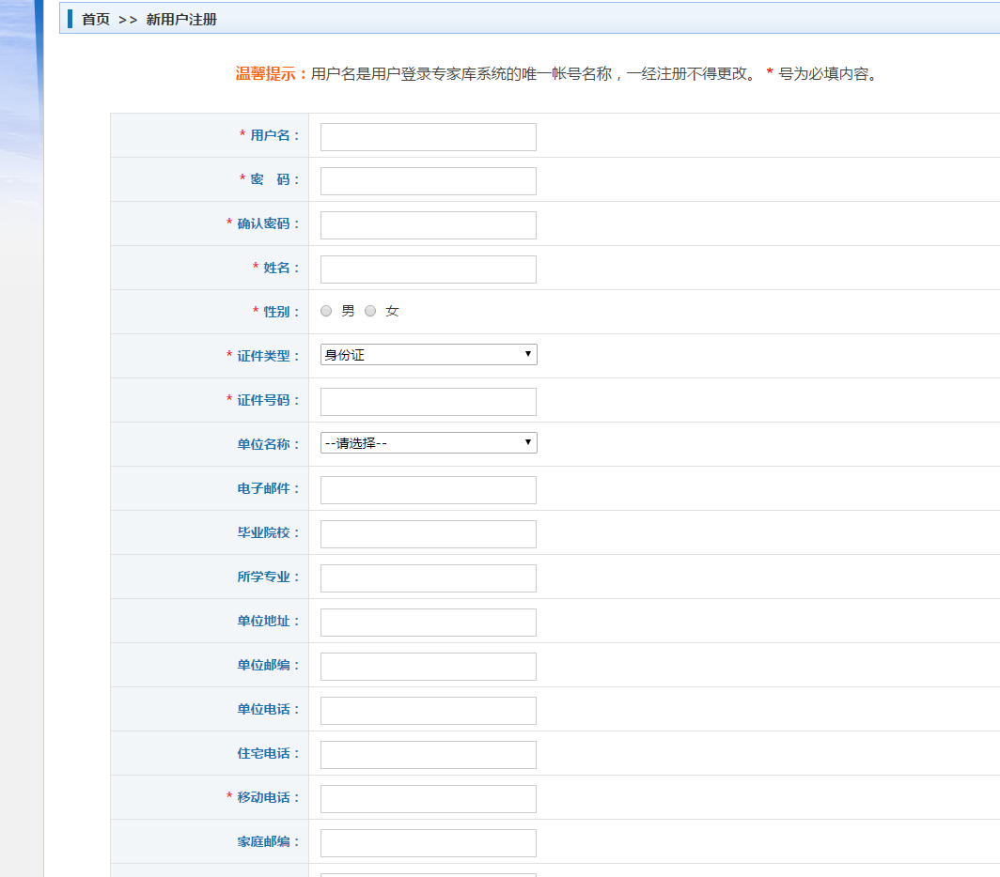 首页 >> 新用户注册
温馨提示：用户名是用户登录专家库系统的唯一帐号名称，一经注册不得更改。 * 号为必填内容。
* 用户名：
* 密 码：
* 确认密码：
* 姓名：
* 性别： 男 女
* 证件类型： 身份证
* 证件号码：
单位名称： --请选择--
电子邮件：
毕业院校：
所学专业：
单位地址：
单位邮编：
单位电话：
住宅电话：
* 移动电话：
家庭邮编：